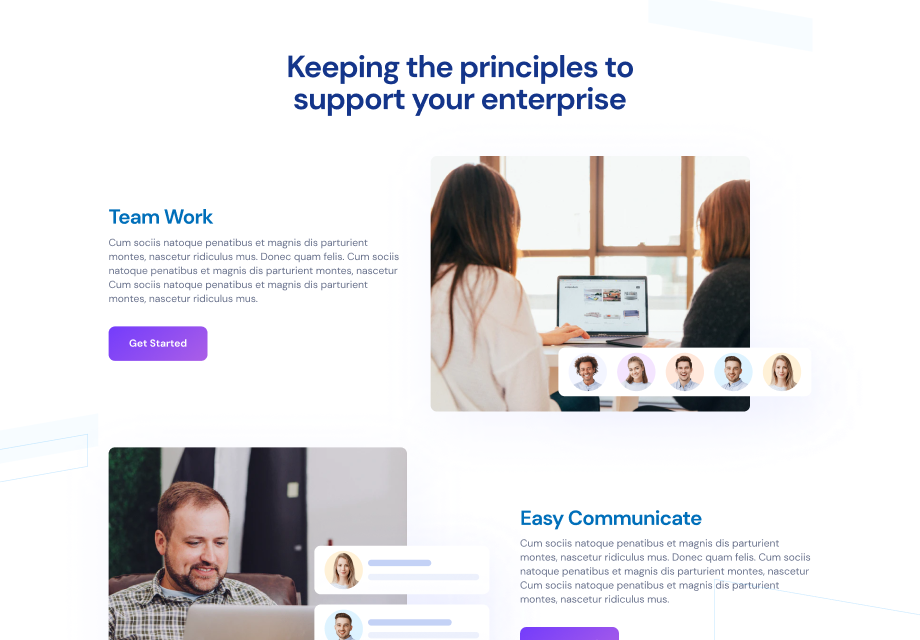 Keeping the principles to
support your enterprise
Team Work
Cum sociis natoque penatibus et magnis dis parturient
montes, nascetur ridiculus mus. Donec quam felis. Cum sociis
natoque penatibus et magnis dis parturient montes, nascetur
Cum sociis natoque penatibus et magnis dis parturient
montes, nascetur ridiculus mus.
Get Started
Easy Communicate
Cum sociis natoque penatibus et magnis dis parturient
montes, nascetur ridiculus mus. Donec quam felis. Cum sociis
natoque penatibus et magnis dis parturient montes, nascetur
Cum sociis natoque penatibus et magnis dis parturient
montes, nascetur ridiculus mus.